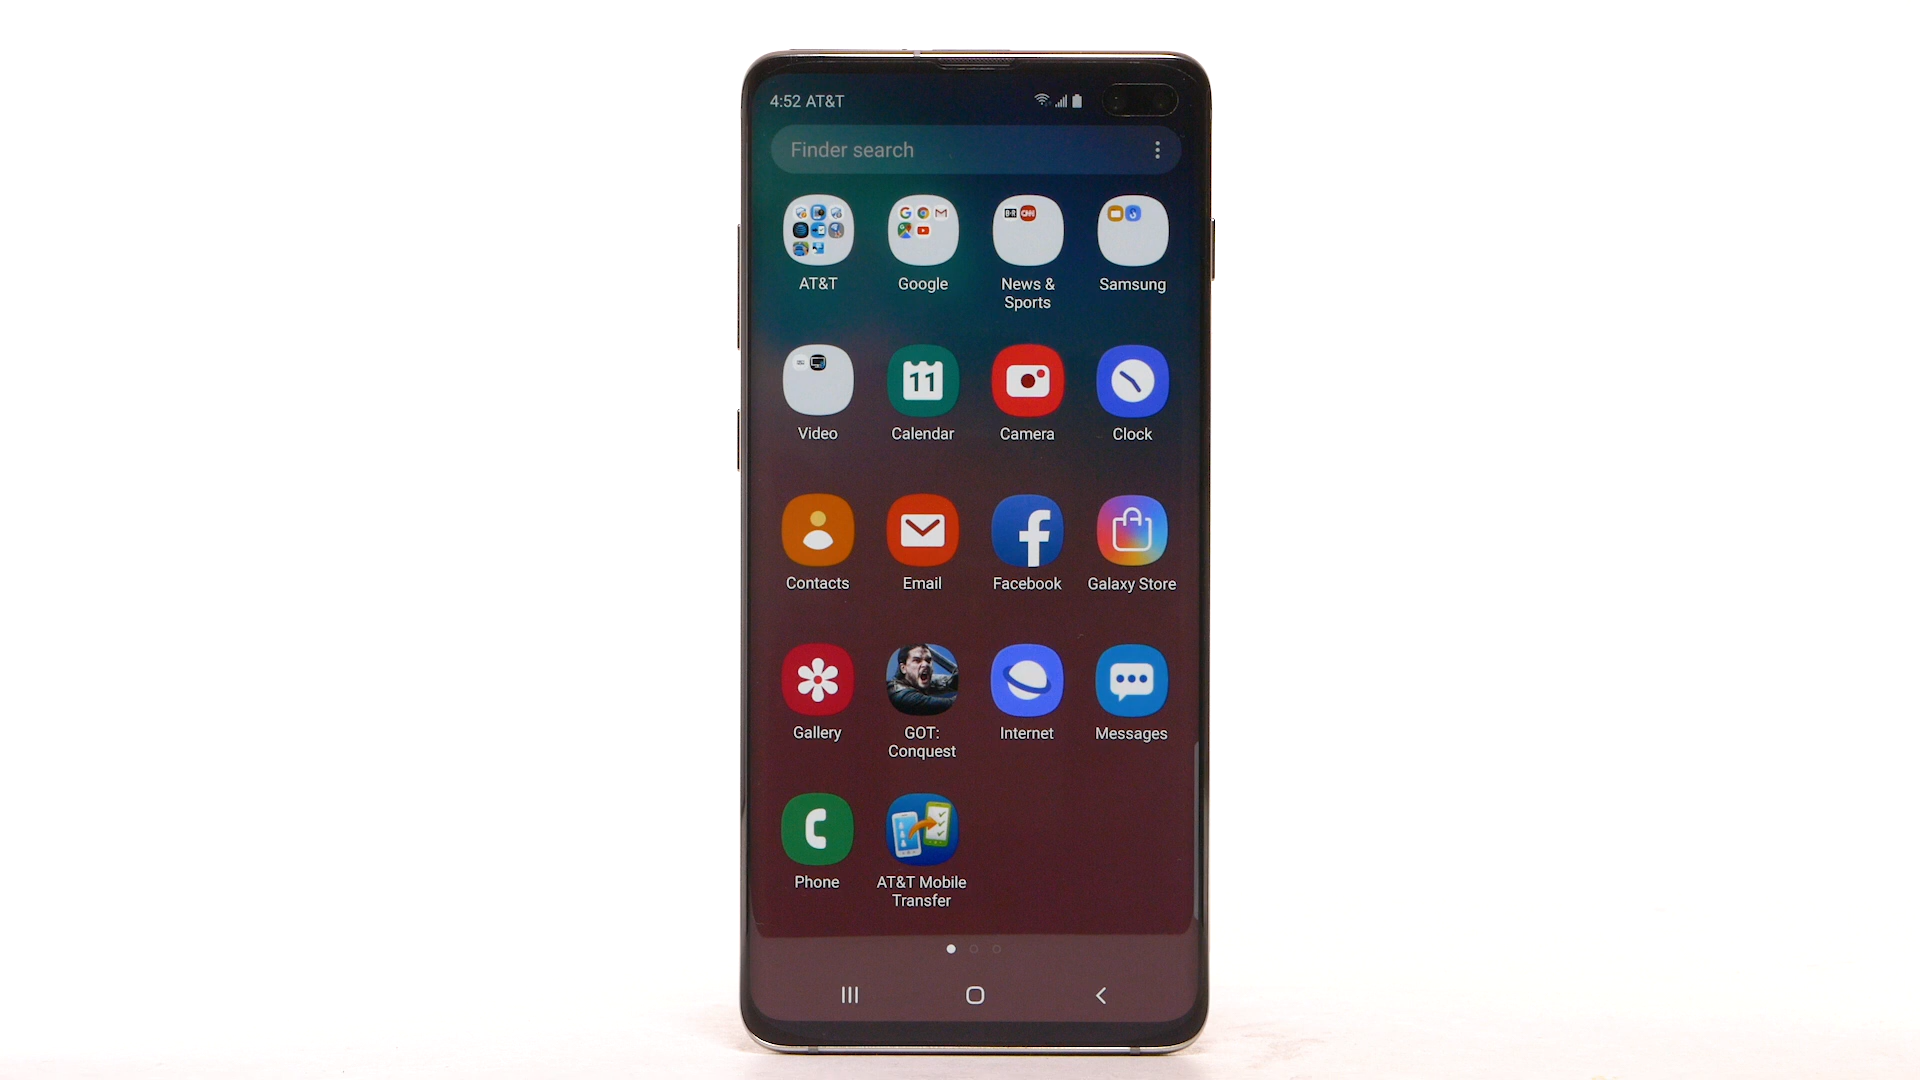 4:52 AT&T
Finder search
AT&T
Google
News &
Sports
Samsung
Video
11
Calendar
Camera
Clock
Contacts
Email
Facebook
Galaxy Store
Gallery
GOT:
Conquest
Internet
Messages
Phone
AT&T Mobile
Transfer